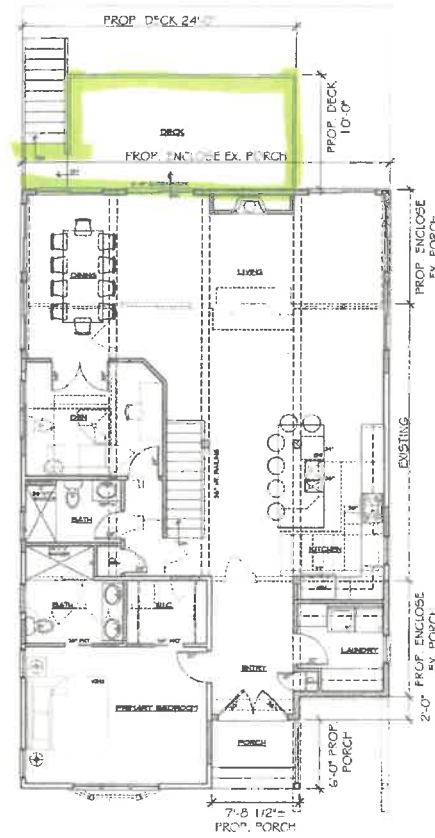 PROP. DECK 24'-0"
DECK
PROP. DECK
10'-0"
PROP. ENCLOSE EX. PORCH
PROP. ENCLOSE
EX. PORCH
DINING
LIVING
DEN
EXISTING
BATH
KITCHEN
BATH
W.I.C.
LAUNDRY
ENTRY
2'-0" PROP. ENCLOSE
EX. PORCH
PRIMARY BEDROOM
PORCH
6'-0" PROP.
PORCH
7'-8 1/2"±
PROP. PORCH